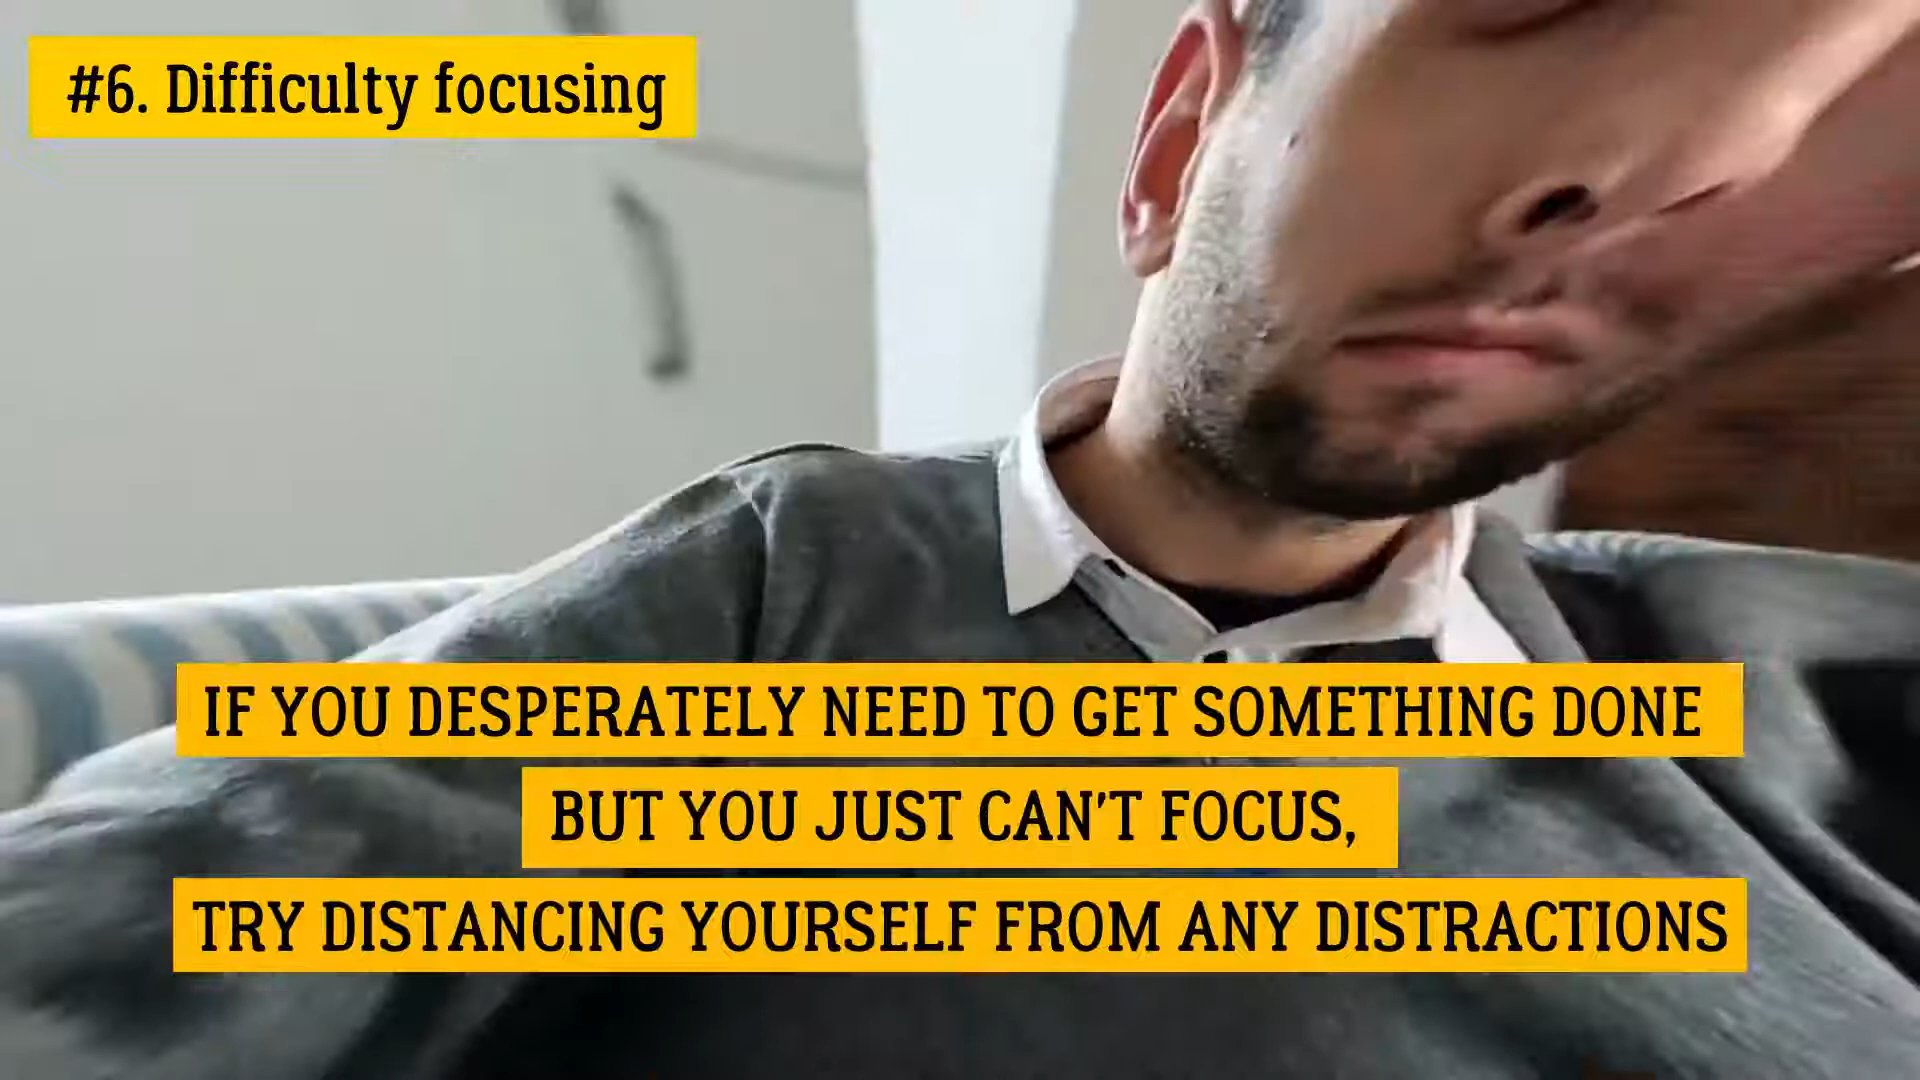 #6. Difficulty focusing
IF YOU DESPERATELY NEED TO GET SOMETHING DONE
BUT YOU JUST CAN'T FOCUS,
TRY DISTANCING YOURSELF FROM ANY DISTRACTIONS